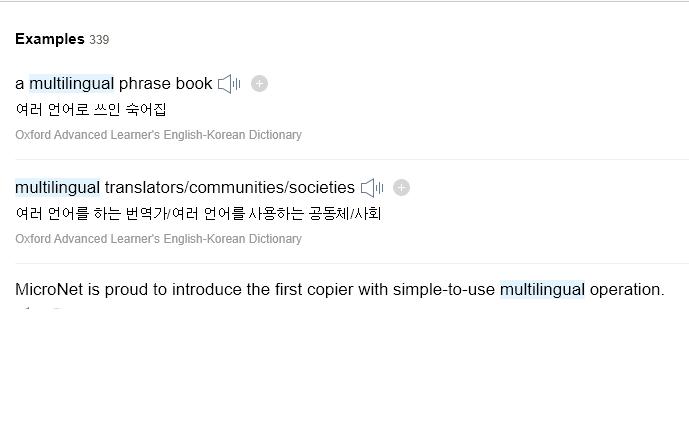 Examples 339
a multilingual phrase book
여러 언어로 쓰인 숙어집
Oxford Advanced Learner's English-Korean Dictionary
multilingual translators/communities/societies
여러 언어를 하는 번역가/여러 언어를 사용하는 공동체/사회
Oxford Advanced Learner's English-Korean Dictionary
MicroNet is proud to introduce the first copier with simple-to-use multilingual operation.